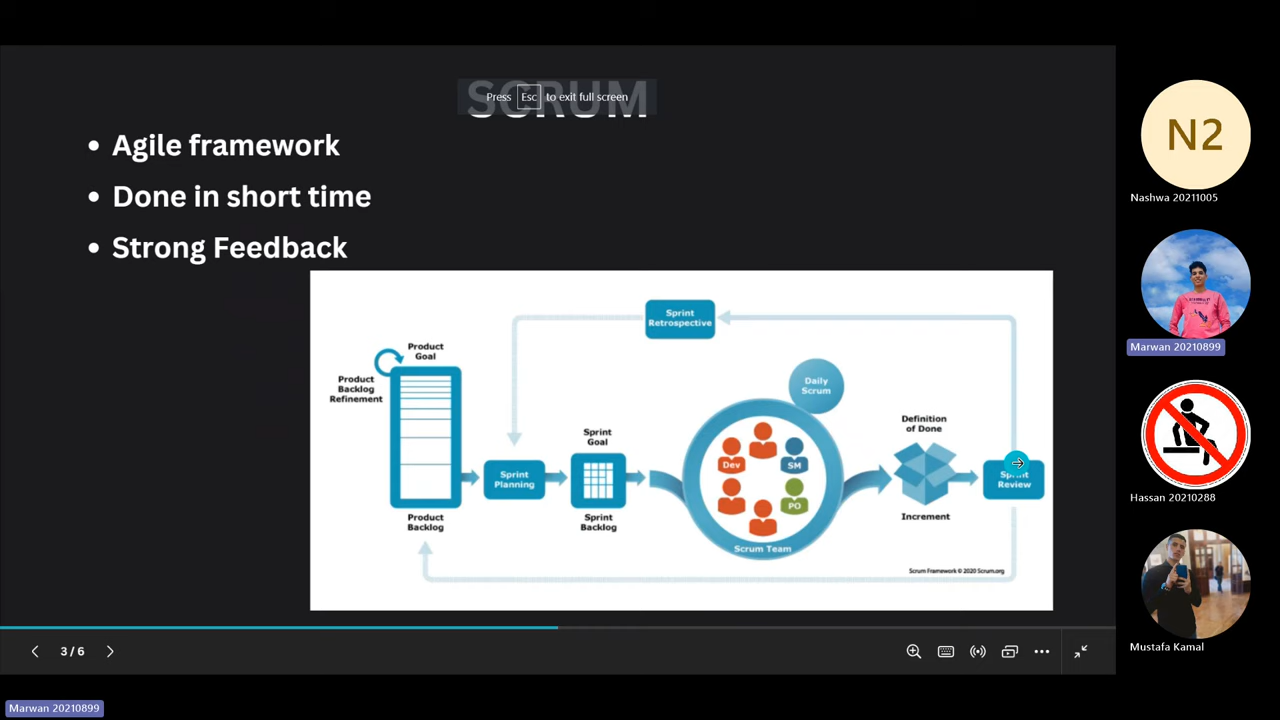 SCRUM
Press Esc to exit full screen
• Agile framework
• Done in short time
• Strong Feedback
Sprint
Retrospective
Product
Goal
Product
Backlog
Refinement
Daily
Scrum
Definition
of Done
Sprint
Goal
Dev
SM
PO
Sprint
Planning
Sprint
Review
Product
Backlog
Sprint
Backlog
Increment
Scrum Team
Scrum Framework © 2020 Scrum.org
3 / 6
N2
Nashwa 20211005
Marwan 20210899
Hassan 20210288
Mustafa Kamal
Marwan 20210899